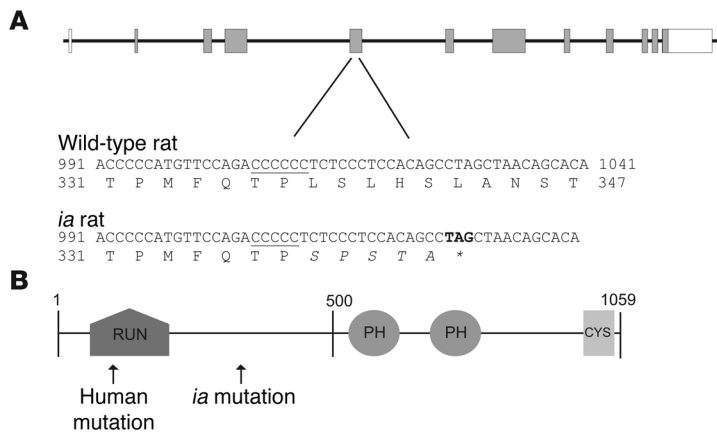 A
Wild-type rat
991 ACCCCCATGTTCCAGACCCCCCTCTCCCTCCACAGCCTAGCTAACAGCACA 1041
331 T P M F Q T P L S L H S L A N S T 347
ia rat
991 ACCCCCATGTTCCAGACCCCCTCTCCCTCCACAGCCTAGCTAACAGCACA
331 T P M F Q T P S P S T A *
B
1 500 1059
RUN PH PH CYS
Human mutation ia mutation